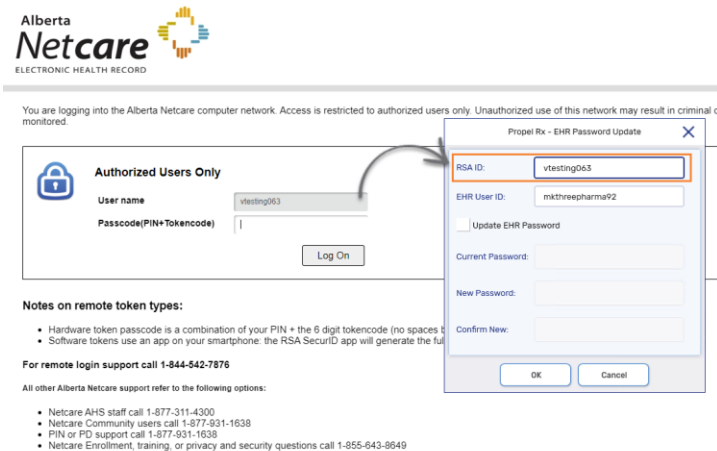 Alberta
Netcare
ELECTRONIC HEALTH RECORD
You are logging into the Alberta Netcare computer network. Access is restricted to authorized users only. Unauthorized use of this network may result in criminal
monitored.
Authorized Users Only
User name
vtesting063
Passcode(PIN+Tokencode)
Log On
Propel Rx - EHR Password Update
RSA ID:
vtesting063
EHR User ID:
mkthreepharma92
Update EHR Password
Current Password:
New Password:
Confirm New:
OK
Cancel
Notes on remote token types:
• Hardware token passcode is a combination of your PIN + the 6 digit tokencode (no spaces
• Software tokens use an app on your smartphone: the RSA SecurID app will generate the
For remote login support call 1-844-542-7876
All other Alberta Netcare support refer to the following options:
• Netcare AHS staff call 1-877-311-4300
• Netcare Community users call 1-877-931-1638
• PIN or PD support call 1-877-931-1638
• Netcare Enrollment, training, or privacy and security questions call 1-855-643-8649